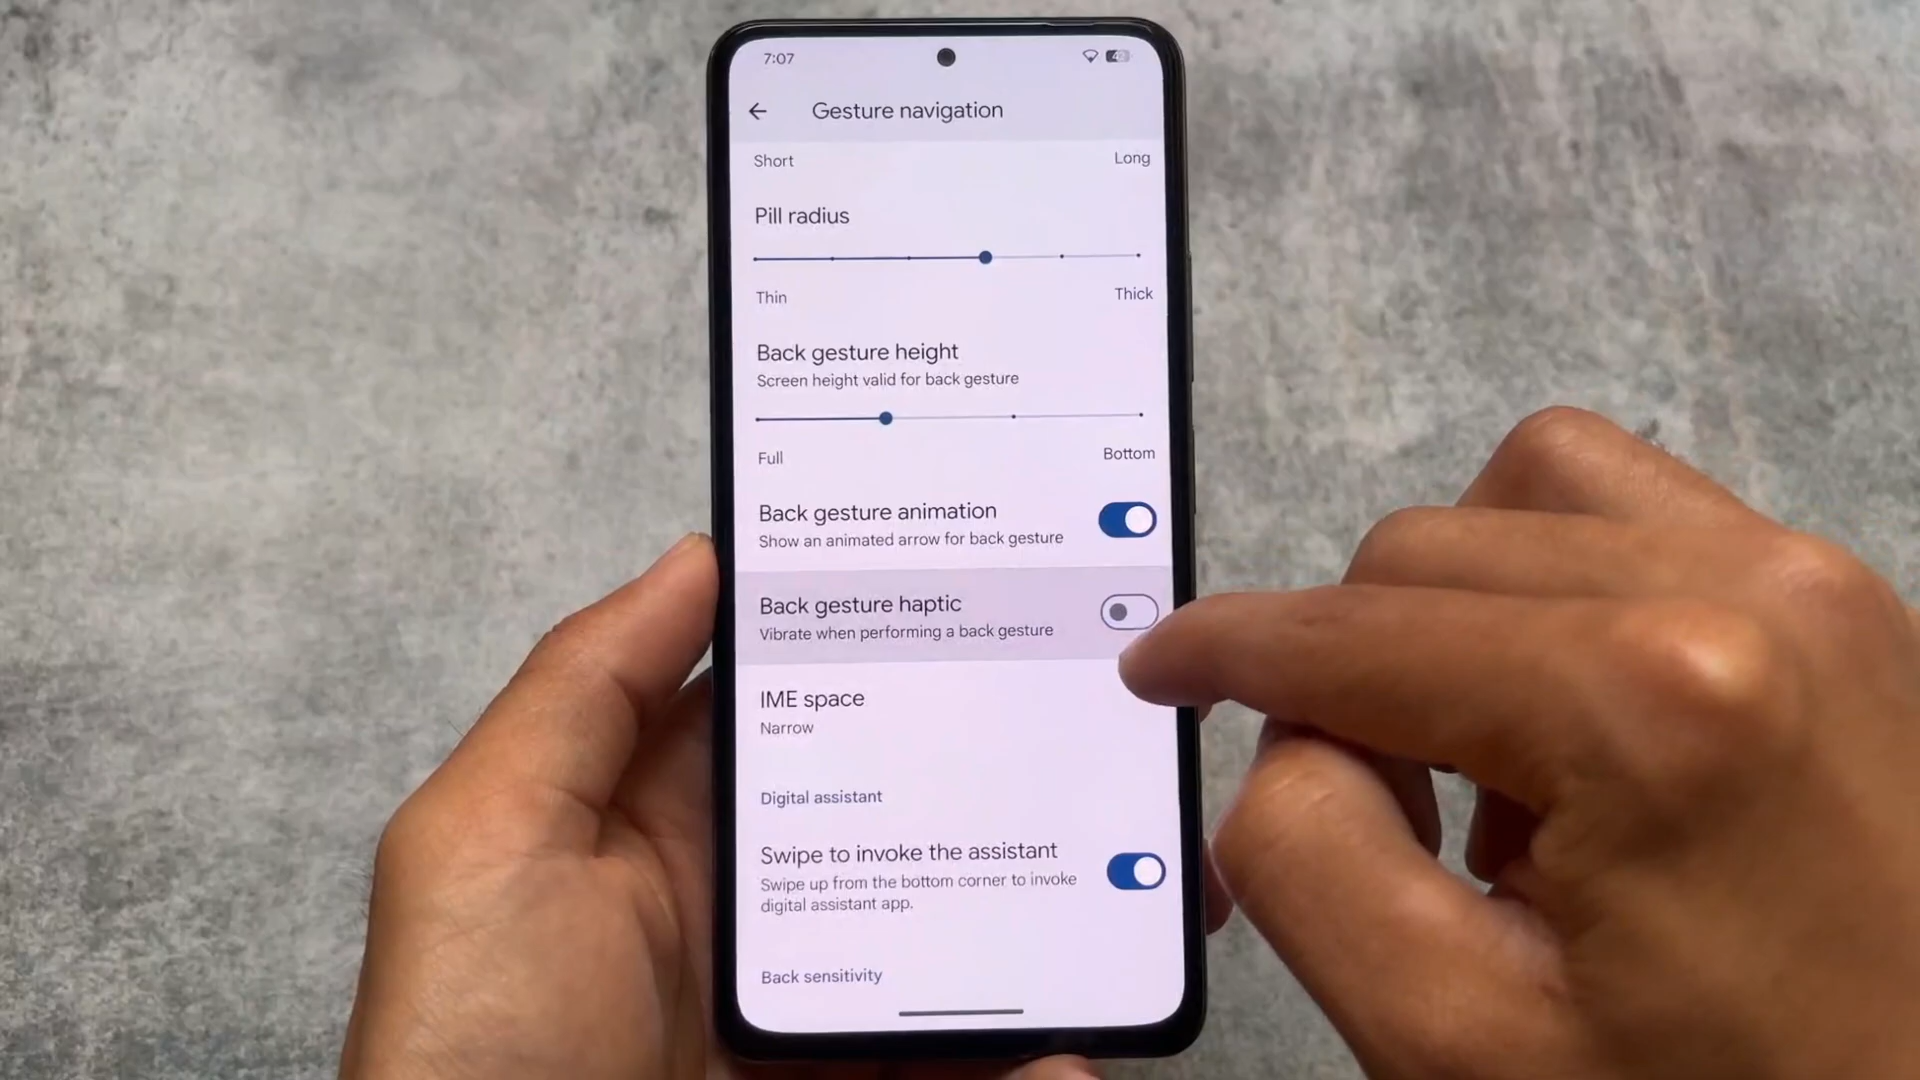 7:07
Gesture navigation
Short Long
Pill radius
Thin Thick
Back gesture height
Screen height valid for back gesture
Full Bottom
Back gesture animation
Show an animated arrow for back gesture
Back gesture haptic
Vibrate when performing a back gesture
IME space
Narrow
Digital assistant
Swipe to invoke the assistant
Swipe up from the bottom corner to invoke
digital assistant app.
Back sensitivity